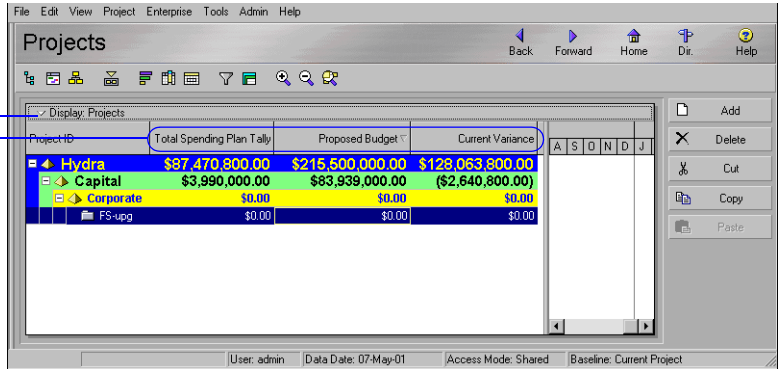 File Edit View Project Enterprise Tools Admin Help
Projects
Back Forward Home Dir. Help
Display: Projects
Project ID Total Spending Plan Tally Proposed Budget Current Variance
A S O N D J
Hydra $87,470,800.00 $215,500,000.00 $128,063,800.00
Capital $3,990,000.00 $83,939,000.00 ($2,640,800.00)
Corporate $0.00 $0.00 $0.00
FS-upg $0.00 $0.00 $0.00
Add
Delete
Cut
Copy
Paste
User: admin Data Date: 07-May-01 Access Mode: Shared Baseline: Current Project